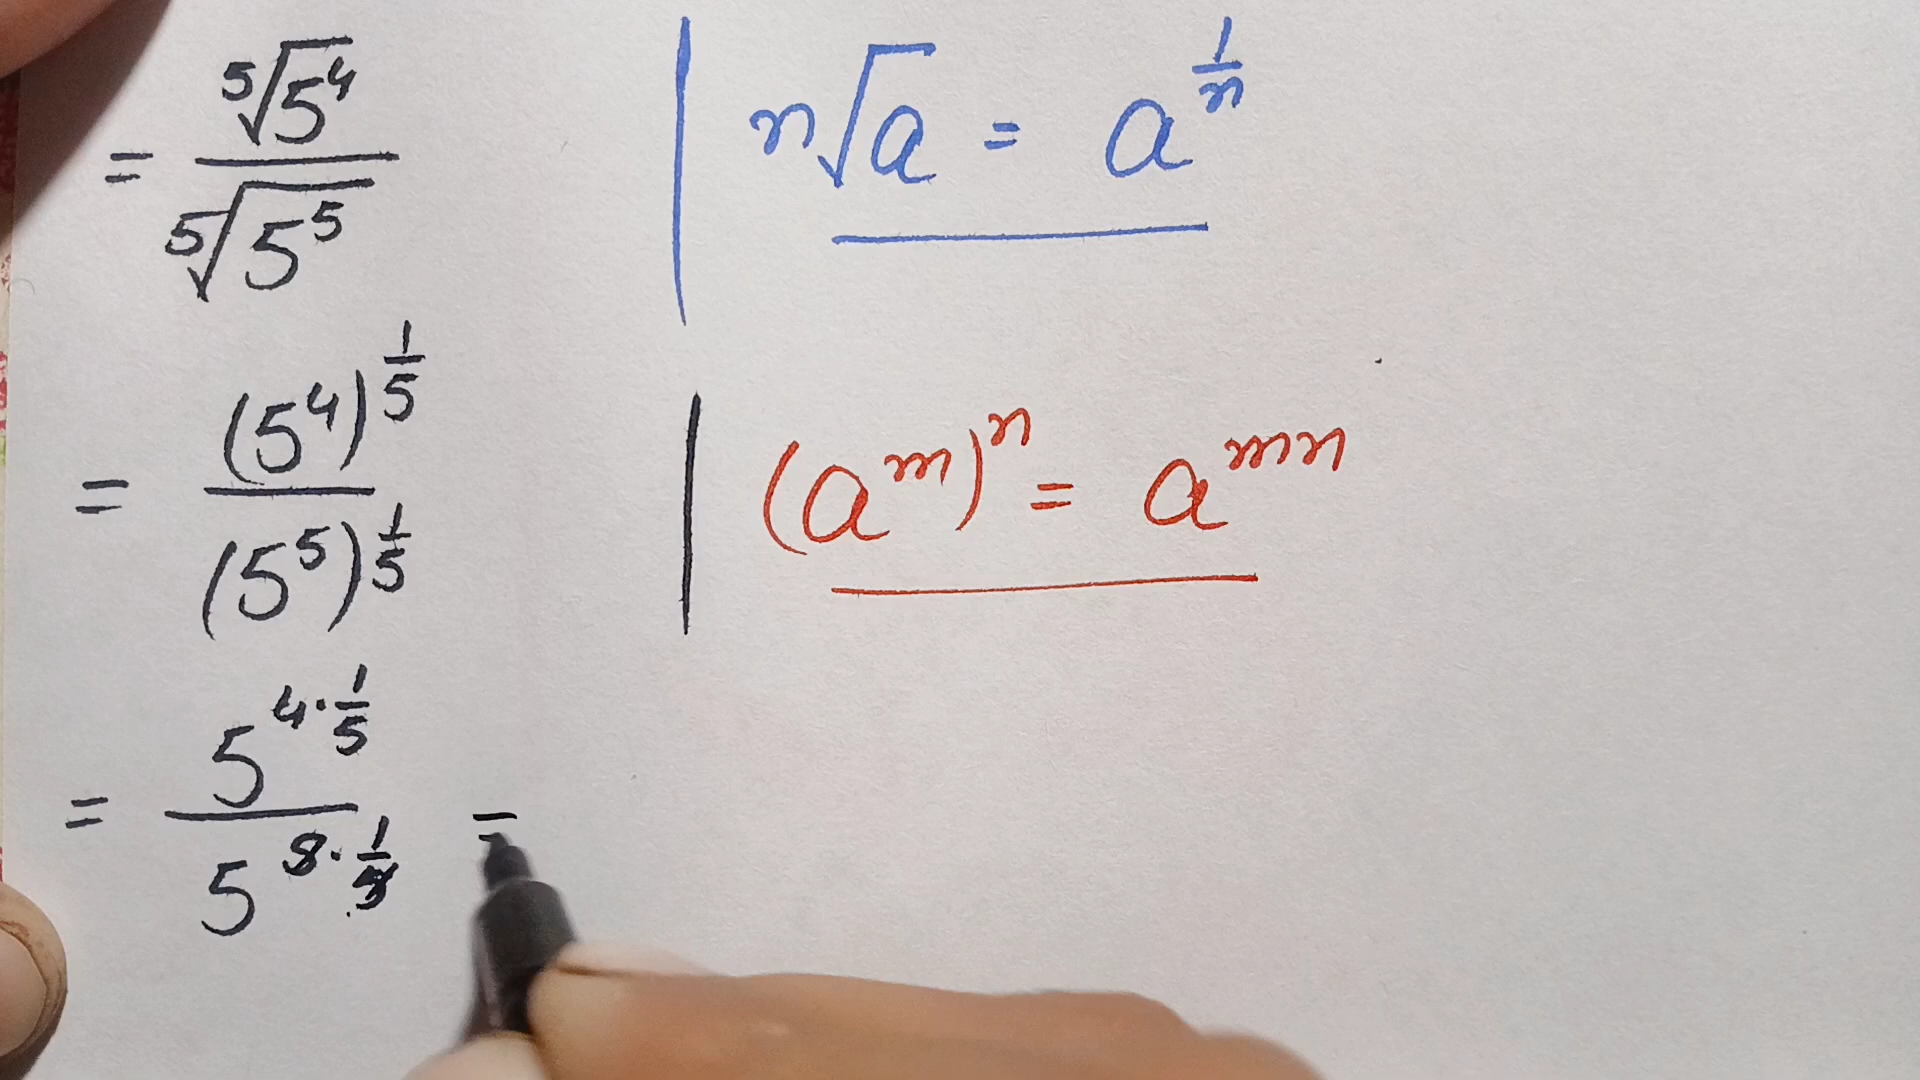 = ⁵√5⁴ / ⁵√5⁵
ⁿ√a = a^(1/n)
= (5⁴)^(1/5) / (5⁵)^(1/5)
(a^m)^n = a^(mn)
= 5^(4·1/5) / 5^(5·1/5) =